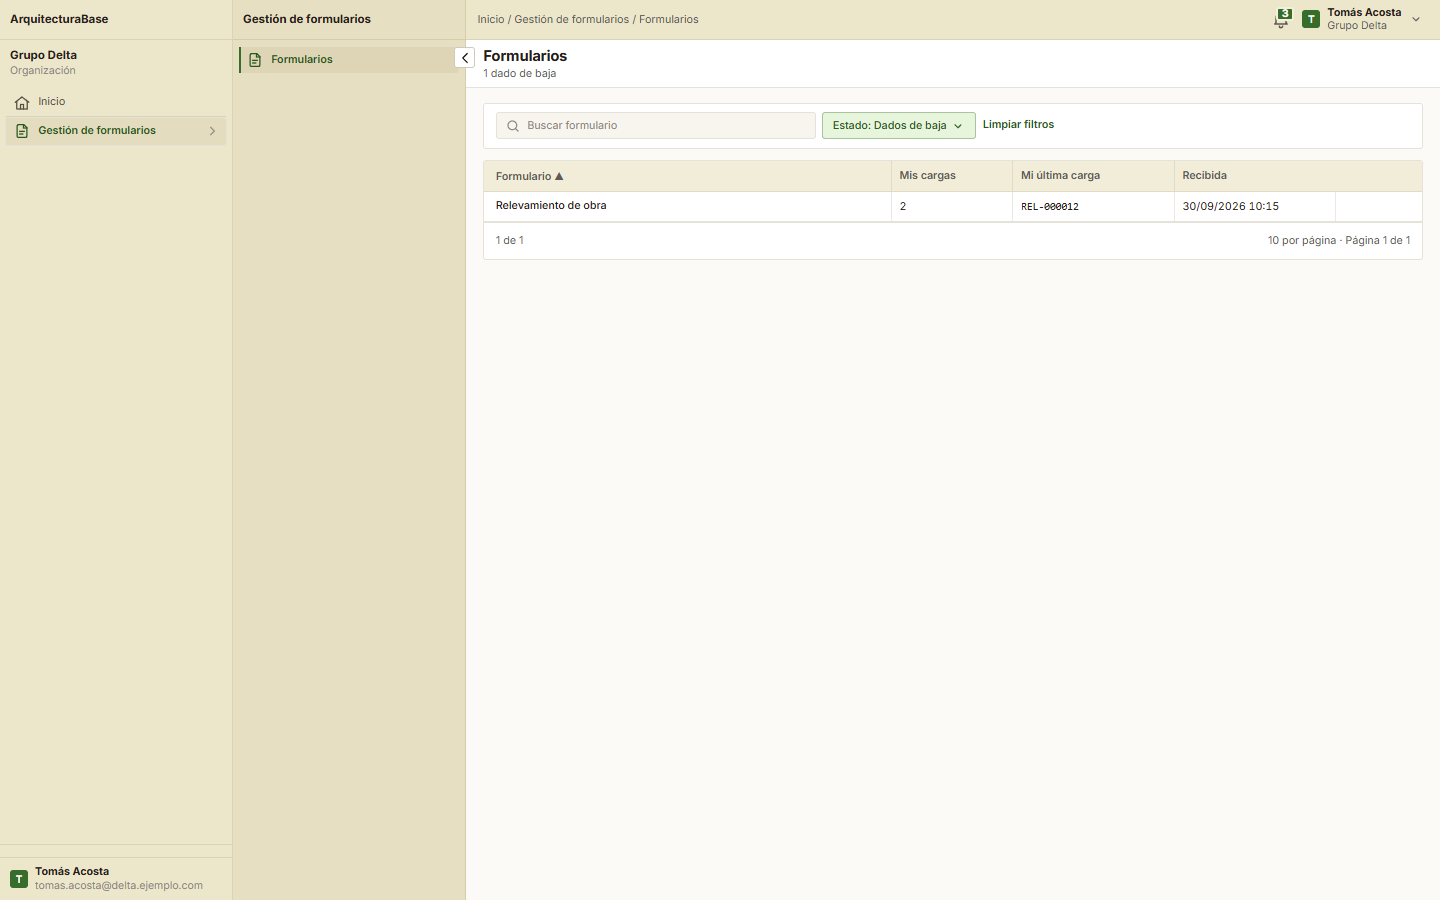 ArquitecturaBase
Grupo Delta
Organización
Inicio
Gestión de formularios
Tomás Acosta
tomas.acosta@delta.ejemplo.com
Gestión de formularios
Formularios
Inicio / Gestión de formularios / Formularios
3
T
Tomás Acosta
Grupo Delta
Formularios
1 dado de baja
Buscar formulario
Estado: Dados de baja
Limpiar filtros
Formulario ▲ Mis cargas Mi última carga Recibida
Relevamiento de obra 2 REL-000012 30/09/2026 10:15
1 de 1
10 por página · Página 1 de 1
T